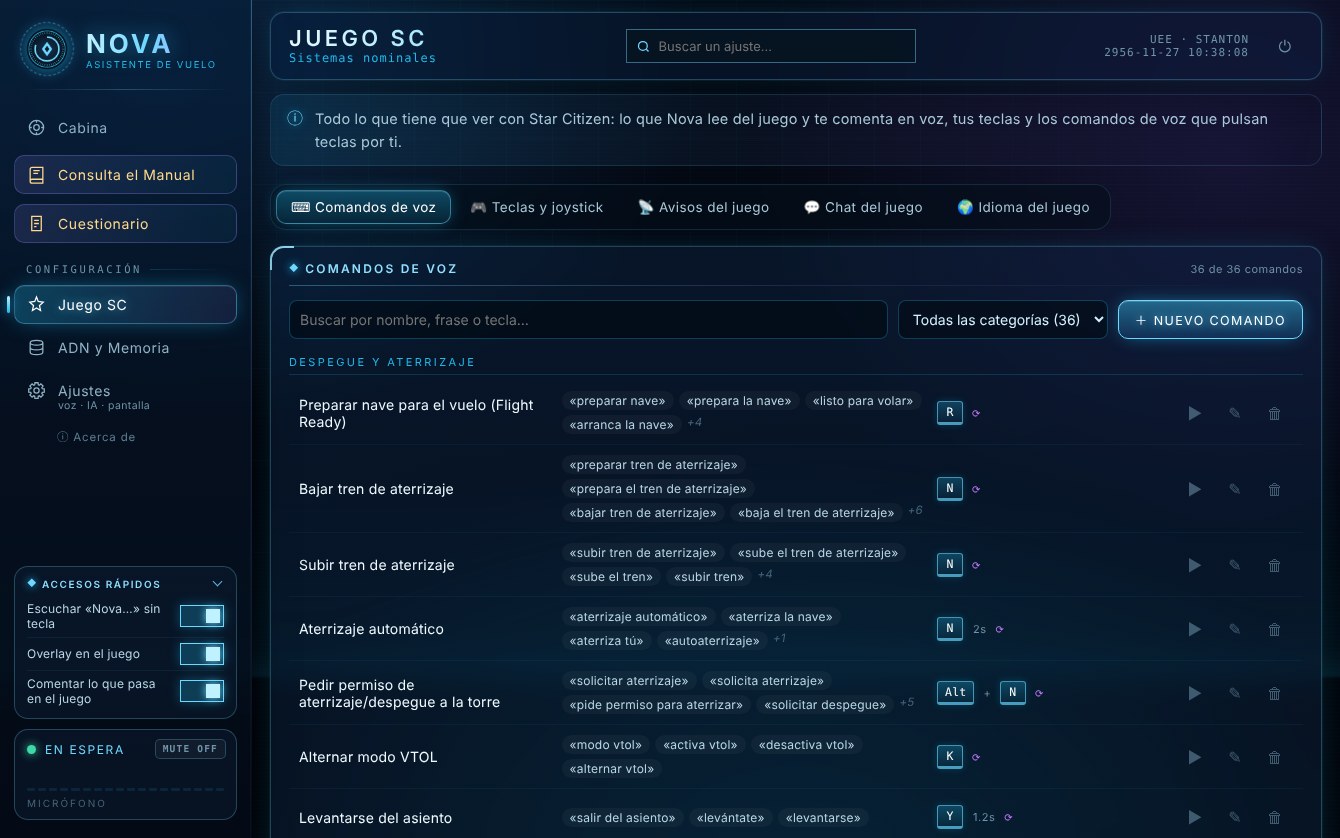 NOVA
ASISTENTE DE VUELO
Cabina
Consulta el Manual
Cuestionario
CONFIGURACIÓN
Juego SC
ADN y Memoria
Ajustes
voz · IA · pantalla
ⓘ Acerca de
ACCESOS RÁPIDOS
Escuchar «Nova...» sin
tecla
Overlay en el juego
Comentar lo que pasa
en el juego
EN ESPERA
MUTE OFF
MICRÓFONO
JUEGO SC
Sistemas nominales
Buscar un ajuste...
UEE · STANTON
2956-11-27 10:38:08
Todo lo que tiene que ver con Star Citizen: lo que Nova lee del juego y te comenta en voz, tus teclas y los comandos de voz que pulsan
teclas por ti.
Comandos de voz
Teclas y joystick
Avisos del juego
Chat del juego
Idioma del juego
COMANDOS DE VOZ
36 de 36 comandos
Buscar por nombre, frase o tecla...
Todas las categorías (36)
+ NUEVO COMANDO
DESPEGUE Y ATERRIZAJE
Preparar nave para el vuelo (Flight
Ready)
«preparar nave» «prepara la nave» «listo para volar»
«arranca la nave» +4
R
Bajar tren de aterrizaje
«preparar tren de aterrizaje»
«prepara el tren de aterrizaje»
«bajar tren de aterrizaje» «baja el tren de aterrizaje» +6
N
Subir tren de aterrizaje
«subir tren de aterrizaje» «sube el tren de aterrizaje»
«sube el tren» «subir tren» +4
N
Aterrizaje automático
«aterrizaje automático» «aterriza la nave»
«aterriza tú» «autoaterrizaje» +1
N 2s
Pedir permiso de
aterrizaje/despegue a la torre
«solicitar aterrizaje» «solicita aterrizaje»
«pide permiso para aterrizar» «solicitar despegue» +5
Alt + N
Alternar modo VTOL
«modo vtol» «activa vtol» «desactiva vtol»
«alternar vtol»
K
Levantarse del asiento
«salir del asiento» «levántate» «levantarse»
Y 1.2s